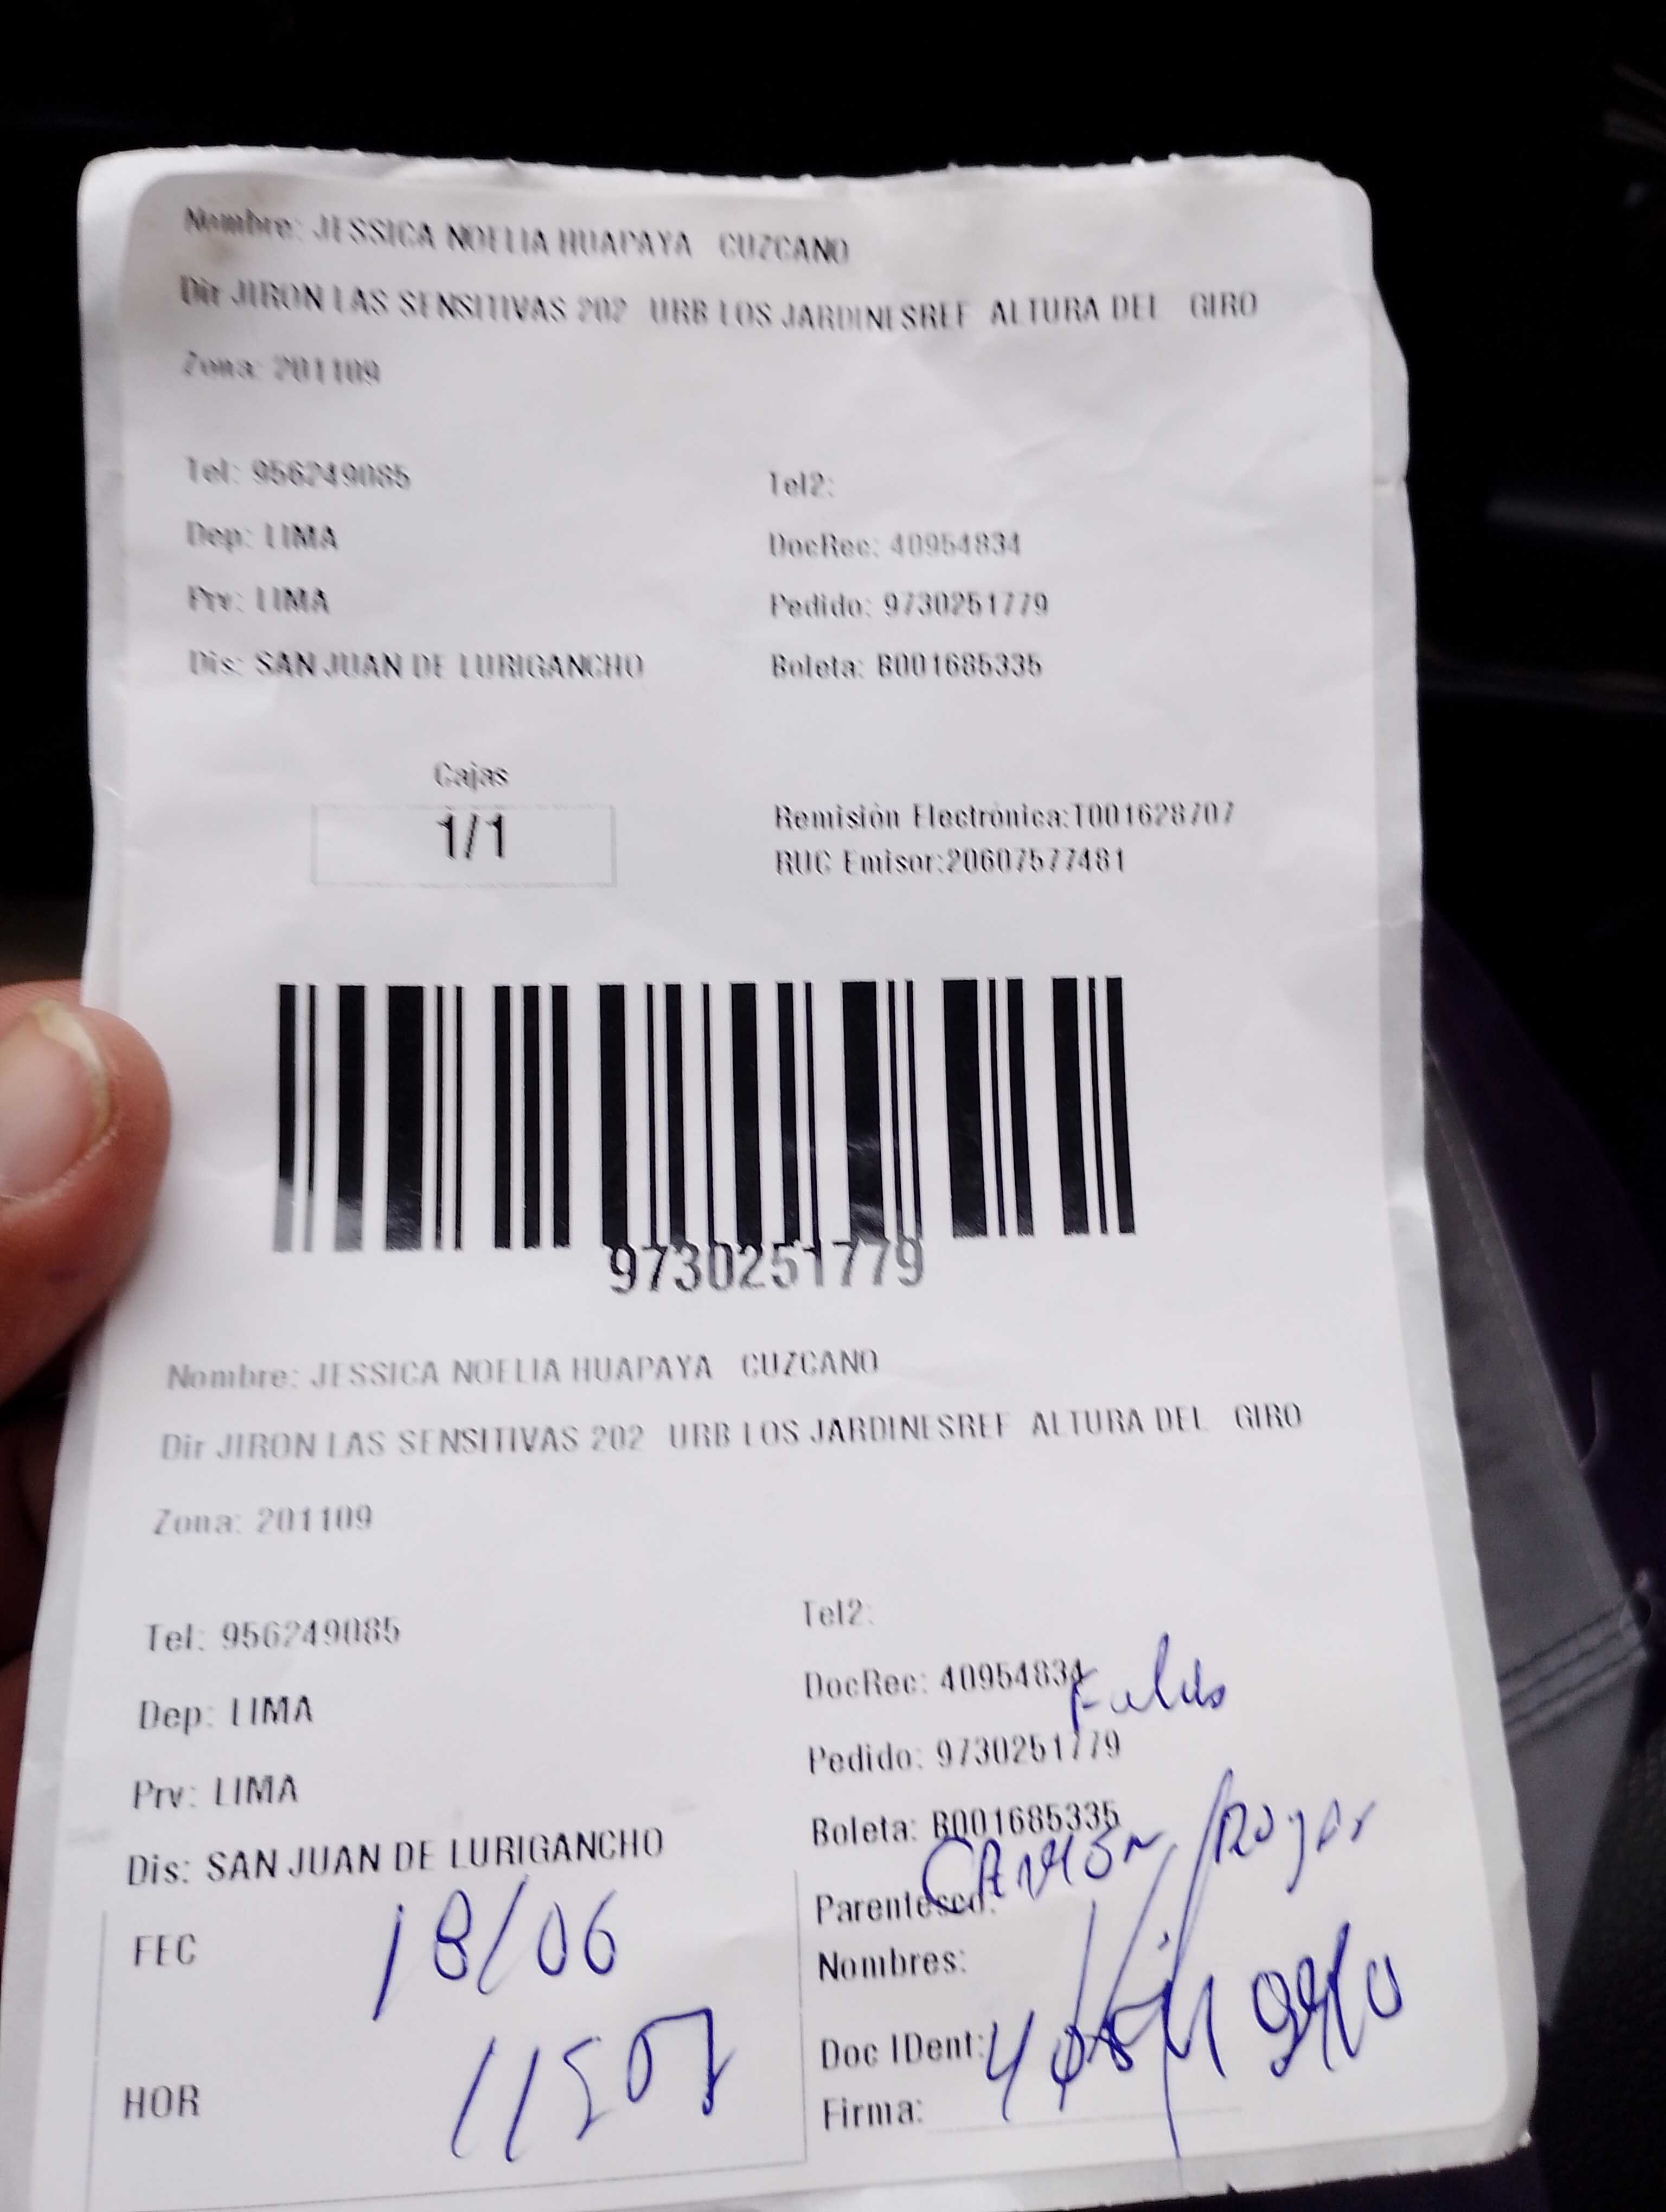 Nombre: JESSICA NOELIA HUAPAYA CUZCANO
Dir JIRON LAS SENSITIVAS 202 URB LOS JARDINESREF ALTURA DEL GIRO
Zona: 201109
Tel: 956249085 Tel2:
Dep: LIMA DocRec: 40954834
Prv: LIMA Pedido: 9730251779
Dis: SAN JUAN DE LURIGANCHO Boleta: B001685335
Cajas
1/1
Remisión Electrónica:T001628707
RUC Emisor:20607577481
9730251779
Nombre: JESSICA NOELIA HUAPAYA CUZCANO
Dir JIRON LAS SENSITIVAS 202 URB LOS JARDINESREF ALTURA DEL GIRO
Zona: 201109
Tel: 956249085 Tel2:
Dep: LIMA DocRec: 40954834
Prv: LIMA Pedido: 9730251779
Dis: SAN JUAN DE LURIGANCHO Boleta: B001685335
Parentesco:
FEC 18/06 Nombres:
Doc IDent:
HOR Firma: